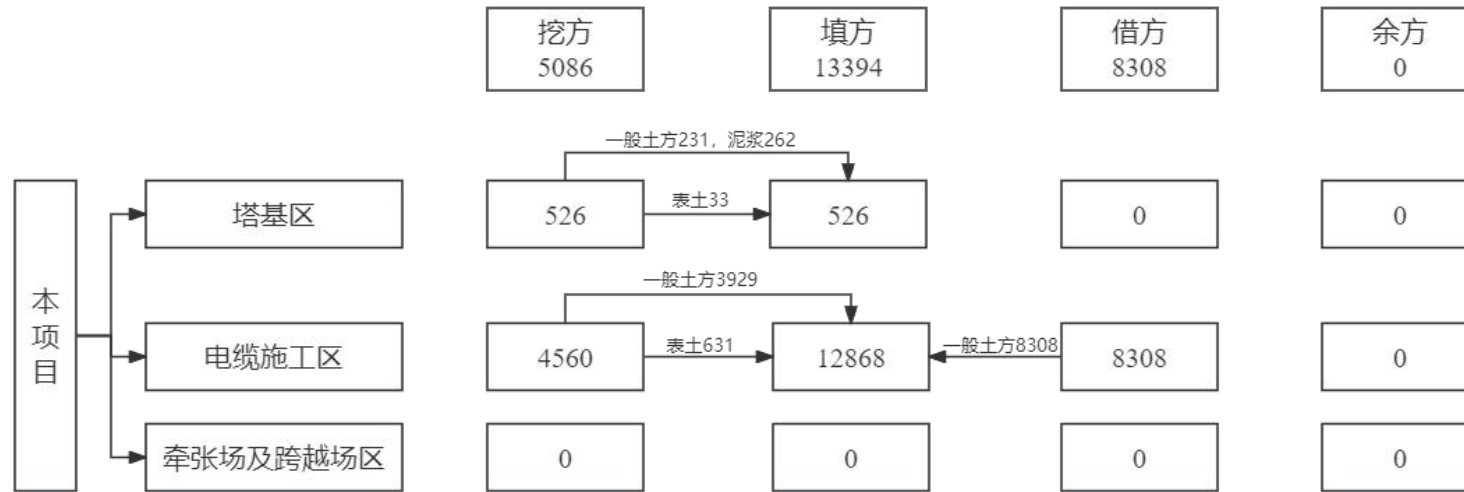 挖方
5086
填方
13394
借方
8308
余方
0
一般土方231，泥浆262
本项目
塔基区
526
表土33
526
0
0
一般土方3929
电缆施工区
4560
表土631
12868
一般土方8308
8308
0
牵张场及跨越场区
0
0
0
0